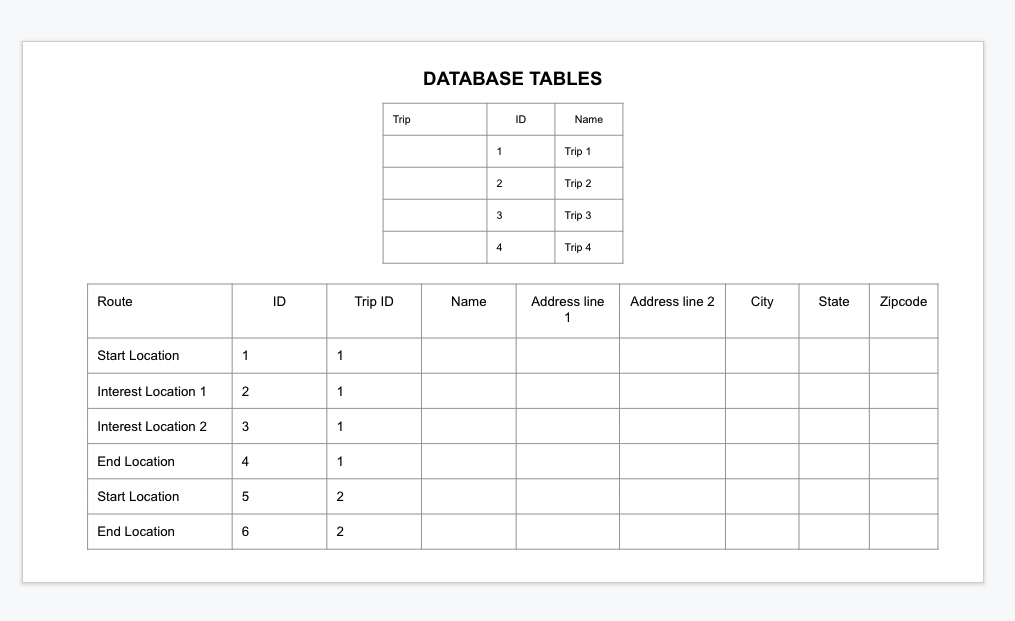 DATABASE TABLES
Trip ID Name
1 Trip 1
2 Trip 2
3 Trip 3
4 Trip 4
Route ID Trip ID Name Address line 1 Address line 2 City State Zipcode
Start Location 1 1
Interest Location 1 2 1
Interest Location 2 3 1
End Location 4 1
Start Location 5 2
End Location 6 2